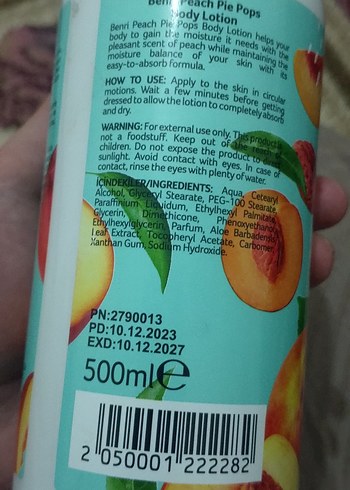 Benri Peach Pie Pops
Body Lotion
Benri Peach Pie Pops Body Lotion helps your
body to gain the moisture it needs with the
pleasant scent of peach while maintaining the
moisture balance of your skin with its
easy-to-absorb formula.
HOW TO USE: Apply to the skin in circular
motions. Wait a few minutes before getting
dressed to allow the lotion to completely absorb
and dry.
WARNING: For external use only. This product is
not a foodstuff. Keep out of the reach of
children. Do not expose the product to direct
sunlight. Avoid contact with eyes. In case of
contact, rinse the eyes with plenty of water.
İÇİNDEKİLER/INGREDIENTS: Aqua, Cetearyl
Alcohol, Glyceryl Stearate, PEG-100 Stearate,
Paraffinium Liquidum, Ethylhexyl Palmitate,
Glycerin, Dimethicone, Phenoxyethanol,
Ethylhexylglycerin, Parfum, Aloe Barbadensis
Leaf Extract, Tocopheryl Acetate, Carbomer,
Xanthan Gum, Sodium Hydroxide.
PN:2790013
PD:10.12.2023
EXD:10.12.2027
500ml℮
2 050001 222282